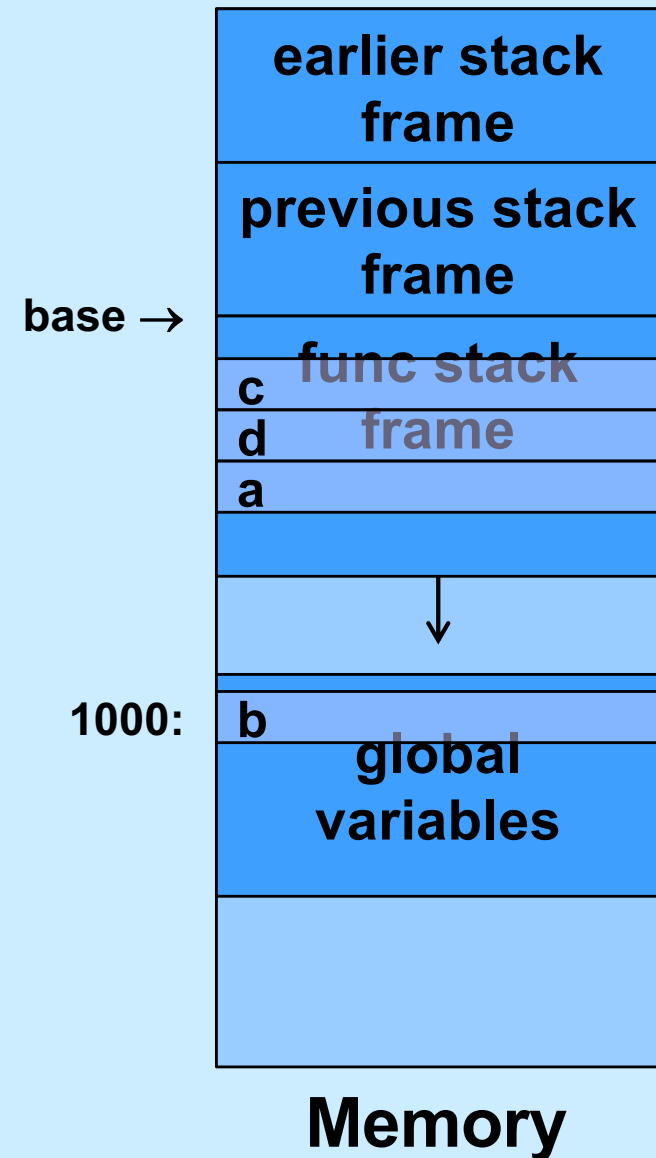 earlier stack
frame
previous stack
frame
base →
func stack
c
frame
d
a
1000:
b
global
variables
Memory